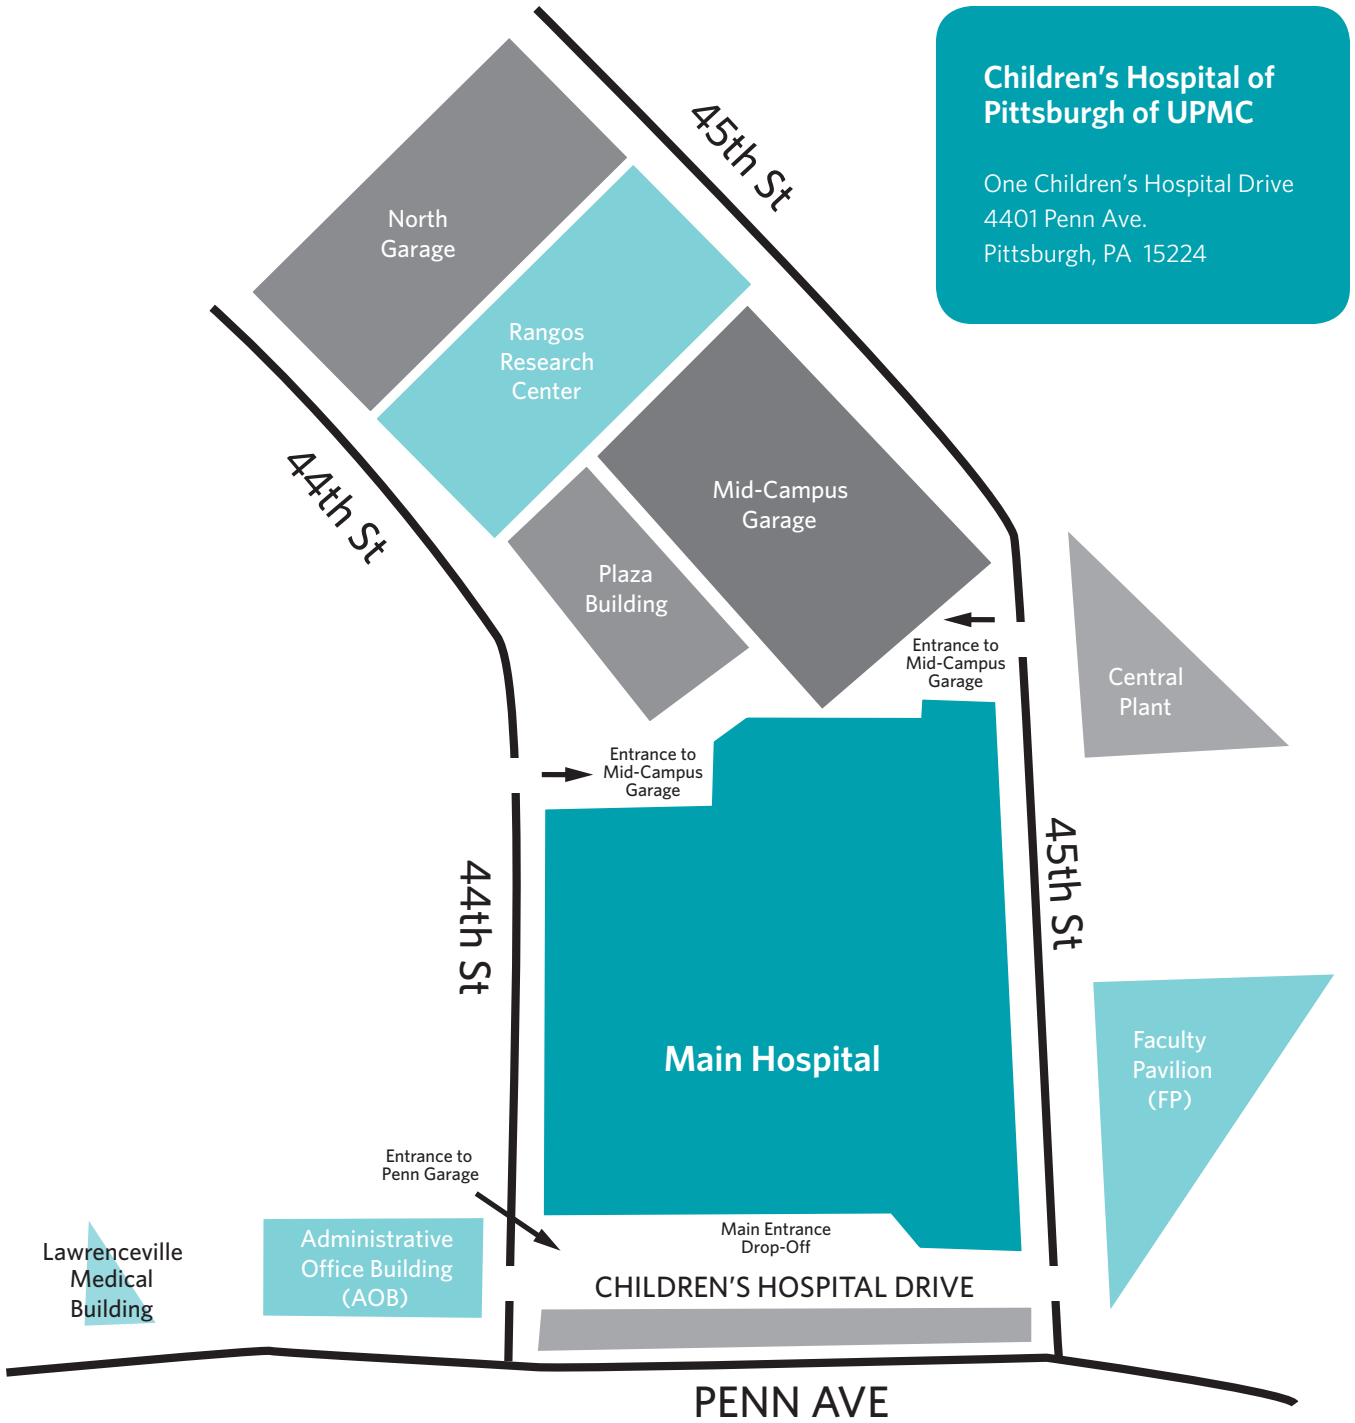 Children's Hospital of
Pittsburgh of UPMC
One Children's Hospital Drive
4401 Penn Ave.
Pittsburgh, PA 15224
45th St
North
Garage
Rangos
Research
Center
44th St
Mid-Campus
Garage
Plaza
Building
Entrance to
Mid-Campus
Garage
Central
Plant
Entrance to
Mid-Campus
Garage
44th St
45th St
Main Hospital
Faculty
Pavilion
(FP)
Entrance to
Penn Garage
Main Entrance
Drop-Off
Lawrenceville
Medical
Building
Administrative
Office Building
(AOB)
CHILDREN'S HOSPITAL DRIVE
PENN AVE